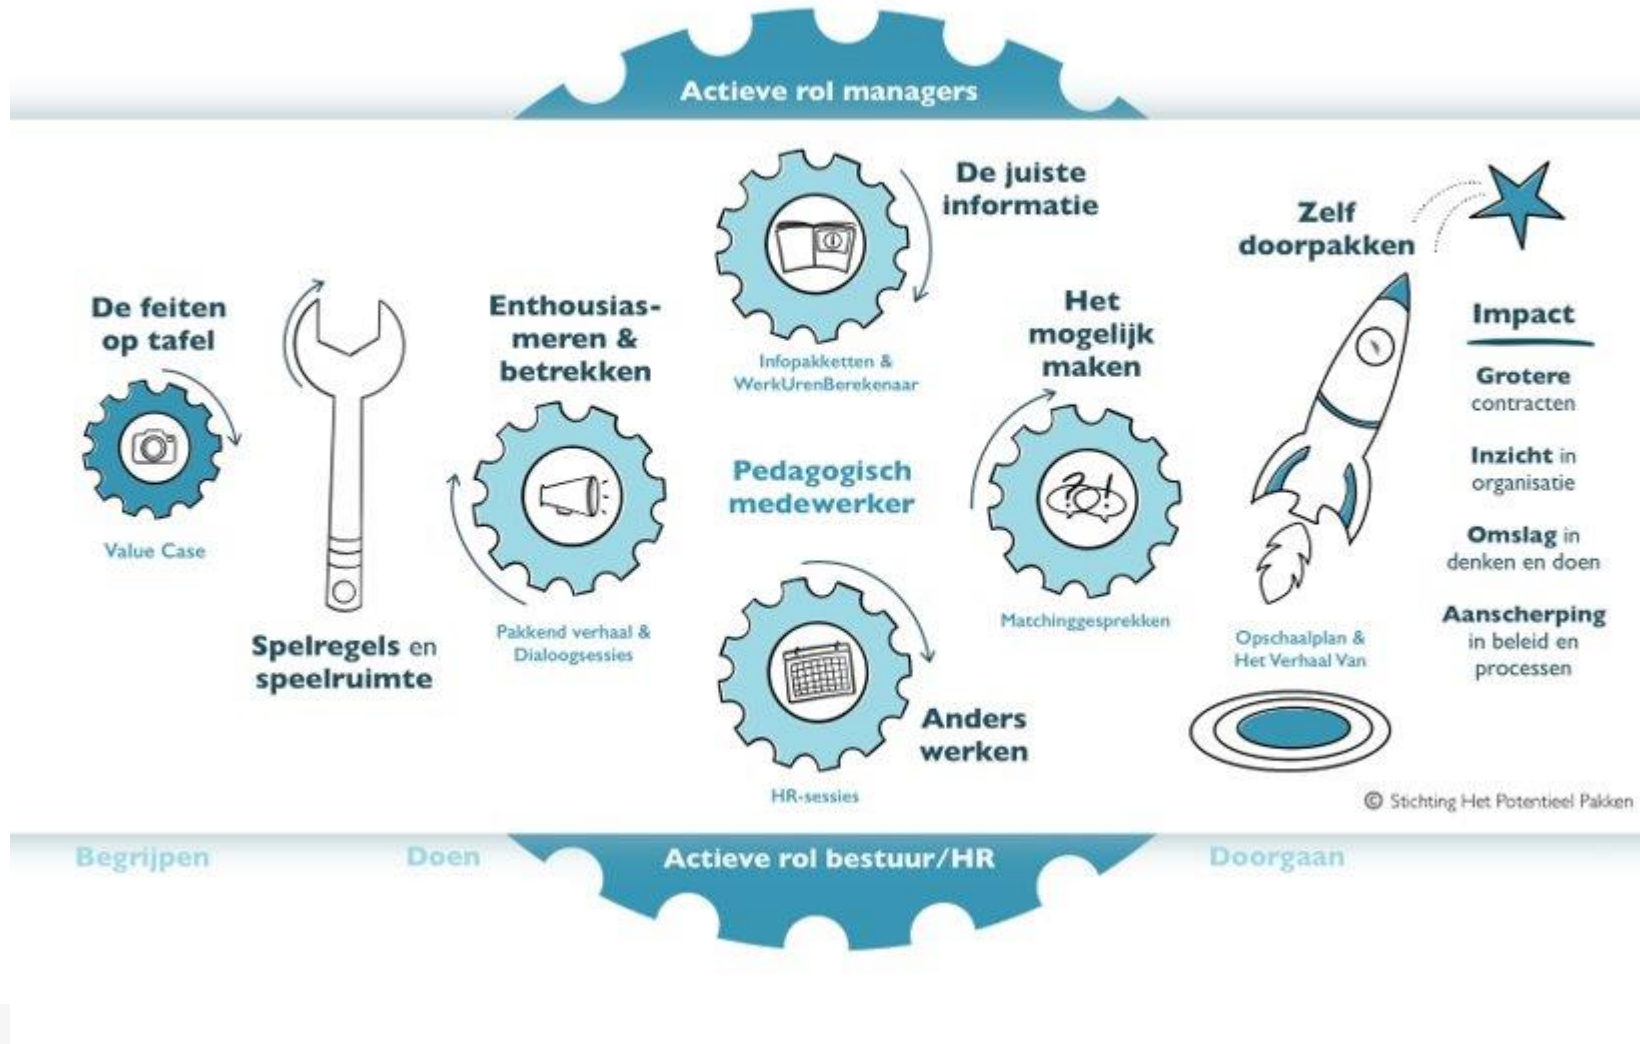 Actieve rol managers
De feiten
op tafel
Value Case
Spelregels en
speelruimte
Enthousias-
meren &
betrekken
Pakkend verhaal &
Dialoogsessies
De juiste
informatie
Infopakketten &
WerkUrenBerekenaar
Pedagogisch
medewerker
Anders
werken
HR-sessies
Het
mogelijk
maken
?!
Matchinggesprekken
Zelf
doorpakken
Opschaalplan &
Het Verhaal Van
Impact
Grotere
contracten
Inzicht in
organisatie
Omslag in
denken en doen
Aanscherping
in beleid en
processen
© Stichting Het Potentieel Pakken
Begrijpen
Doen
Actieve rol bestuur/HR
Doorgaan